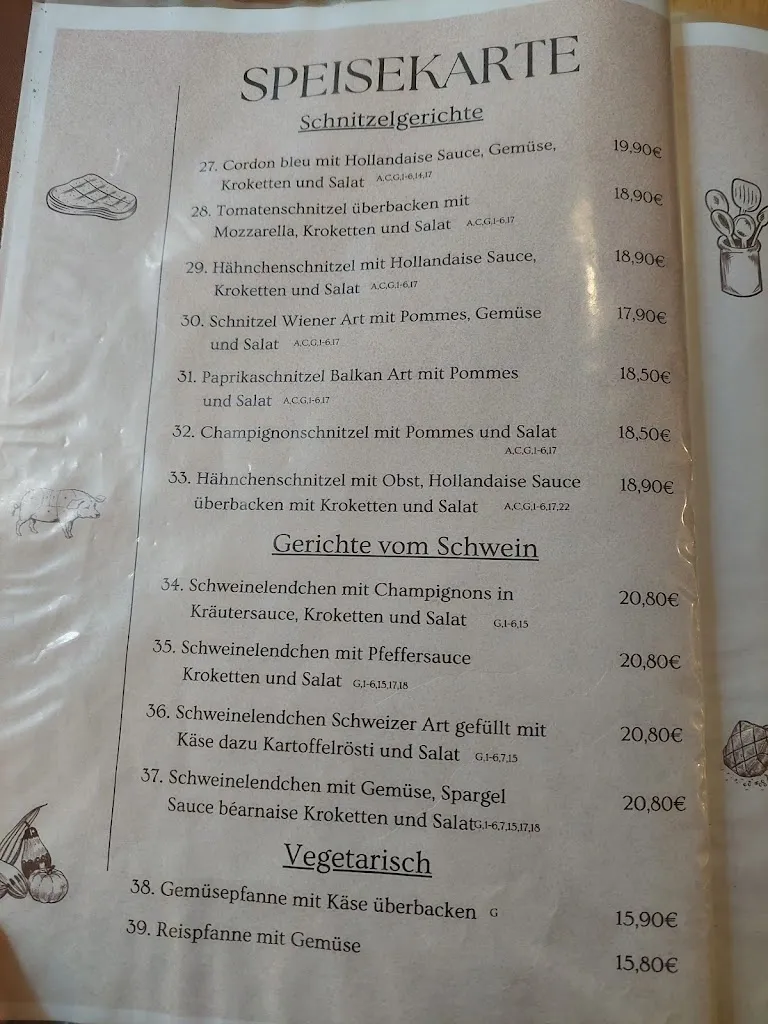 SPEISEKARTE
Schnitzelgerichte
27. Cordon bleu mit Hollandaise Sauce, Gemüse, 19,90€
Kroketten und Salat A,C,G,1-6,14,17
28. Tomatenschnitzel überbacken mit 18,90€
Mozzarella, Kroketten und Salat A,C,G,1-6,17
29. Hähnchenschnitzel mit Hollandaise Sauce, 18,90€
Kroketten und Salat A,C,G,1-6,17
30. Schnitzel Wiener Art mit Pommes, Gemüse 17,90€
und Salat A,C,G,1-6,17
31. Paprikaschnitzel Balkan Art mit Pommes 18,50€
und Salat A,C,G,1-6,17
32. Champignonschnitzel mit Pommes und Salat 18,50€
A,C,G,1-6,17
33. Hähnchenschnitzel mit Obst, Hollandaise Sauce 18,90€
überbacken mit Kroketten und Salat A,C,G,1-6,17,22
Gerichte vom Schwein
34. Schweinelendchen mit Champignons in 20,80€
Kräutersauce, Kroketten und Salat G,1-6,15
35. Schweinelendchen mit Pfeffersauce 20,80€
Kroketten und Salat G,1-6,15,17,18
36. Schweinelendchen Schweizer Art gefüllt mit 20,80€
Käse dazu Kartoffelrösti und Salat G,1-6,7,15
37. Schweinelendchen mit Gemüse, Spargel 20,80€
Sauce béarnaise Kroketten und SalatG,1-6,7,15,17,18
Vegetarisch
38. Gemüsepfanne mit Käse überbacken G 15,90€
39. Reispfanne mit Gemüse 15,80€